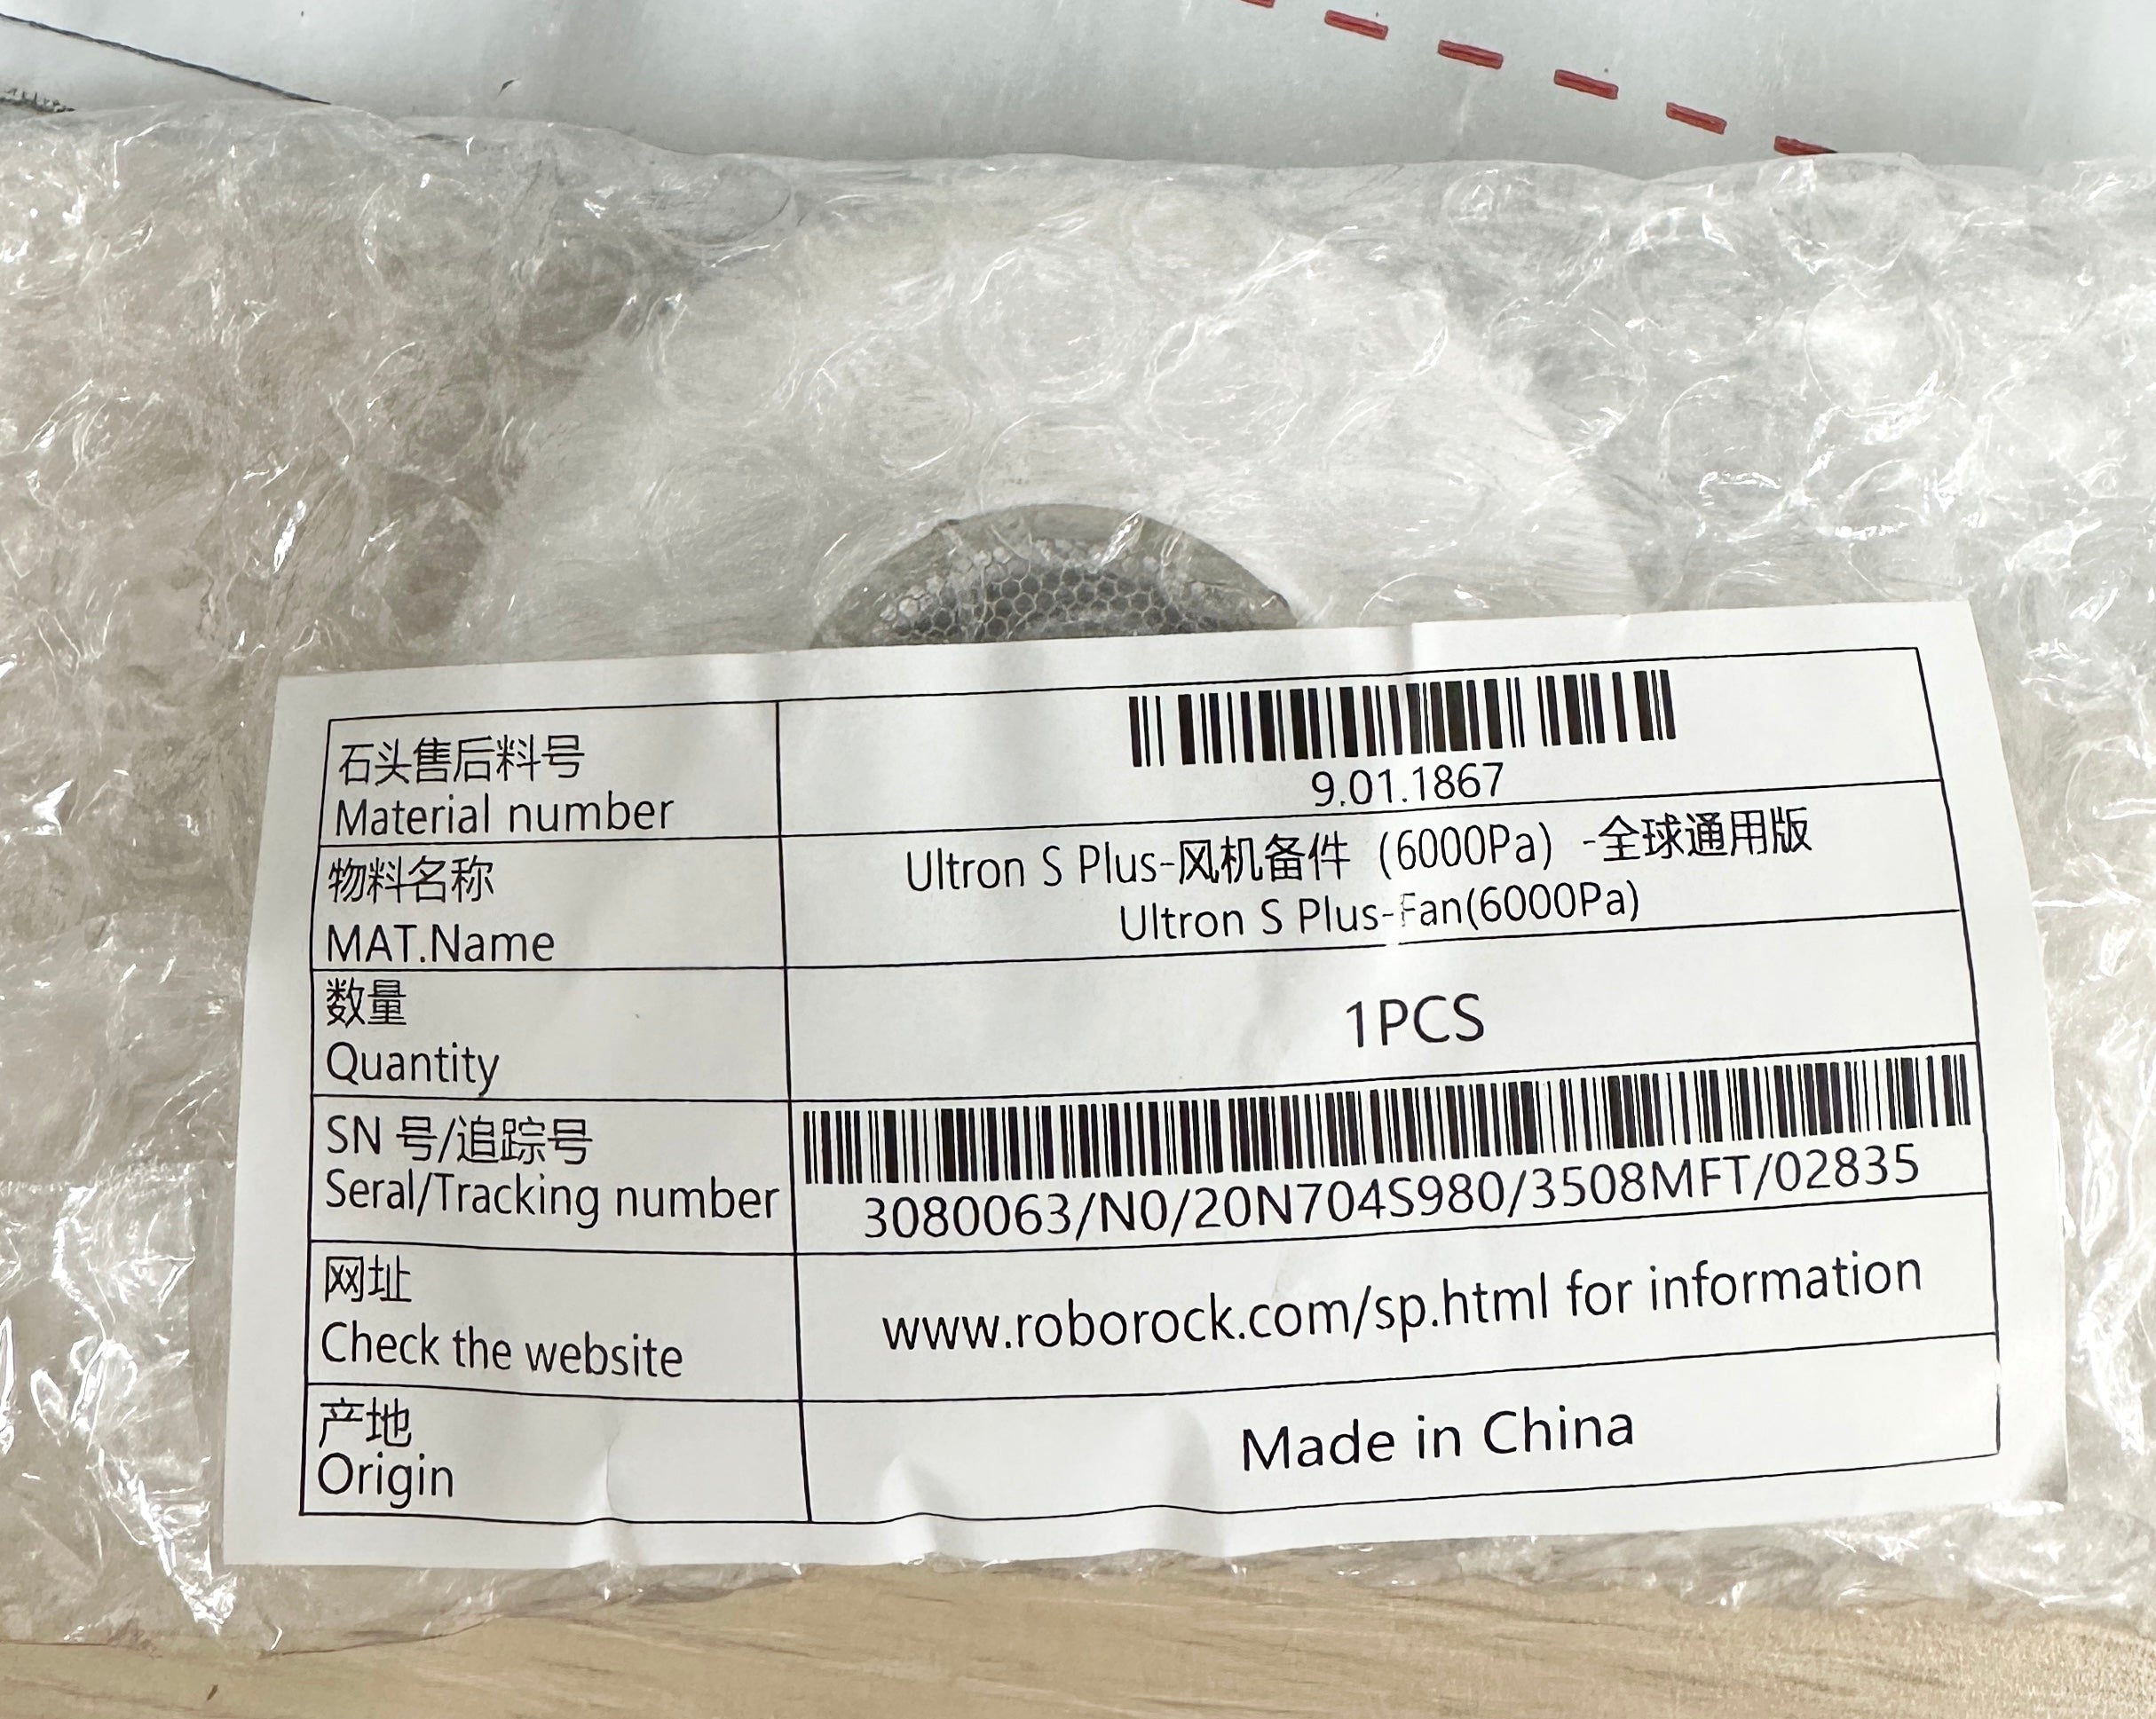 石头售后料号
Material number
9.01.1867
物料名称
MAT.Name
Ultron S Plus-风机备件（6000Pa）-全球通用版
Ultron S Plus-Fan(6000Pa)
数量
Quantity
1PCS
SN 号/追踪号
Seral/Tracking number
3080063/N0/20N704S980/3508MFT/02835
网址
Check the website
www.roborock.com/sp.html for information
产地
Origin
Made in China